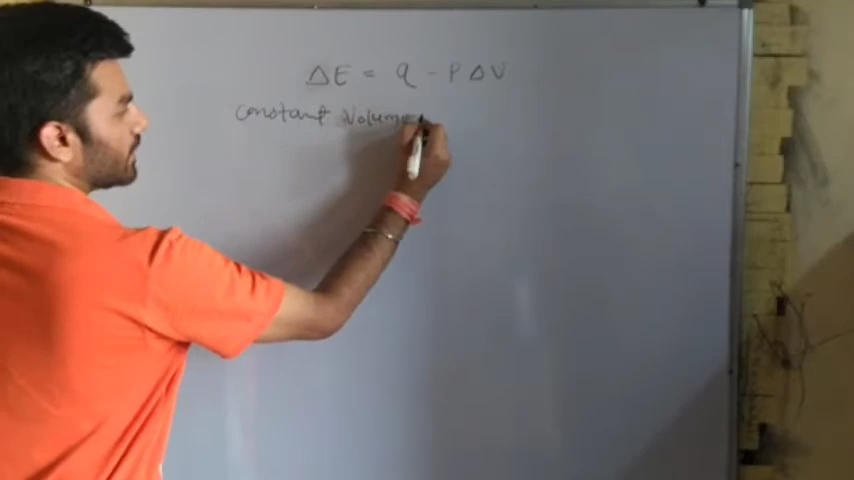 ΔE = q - PΔV
constant Volume